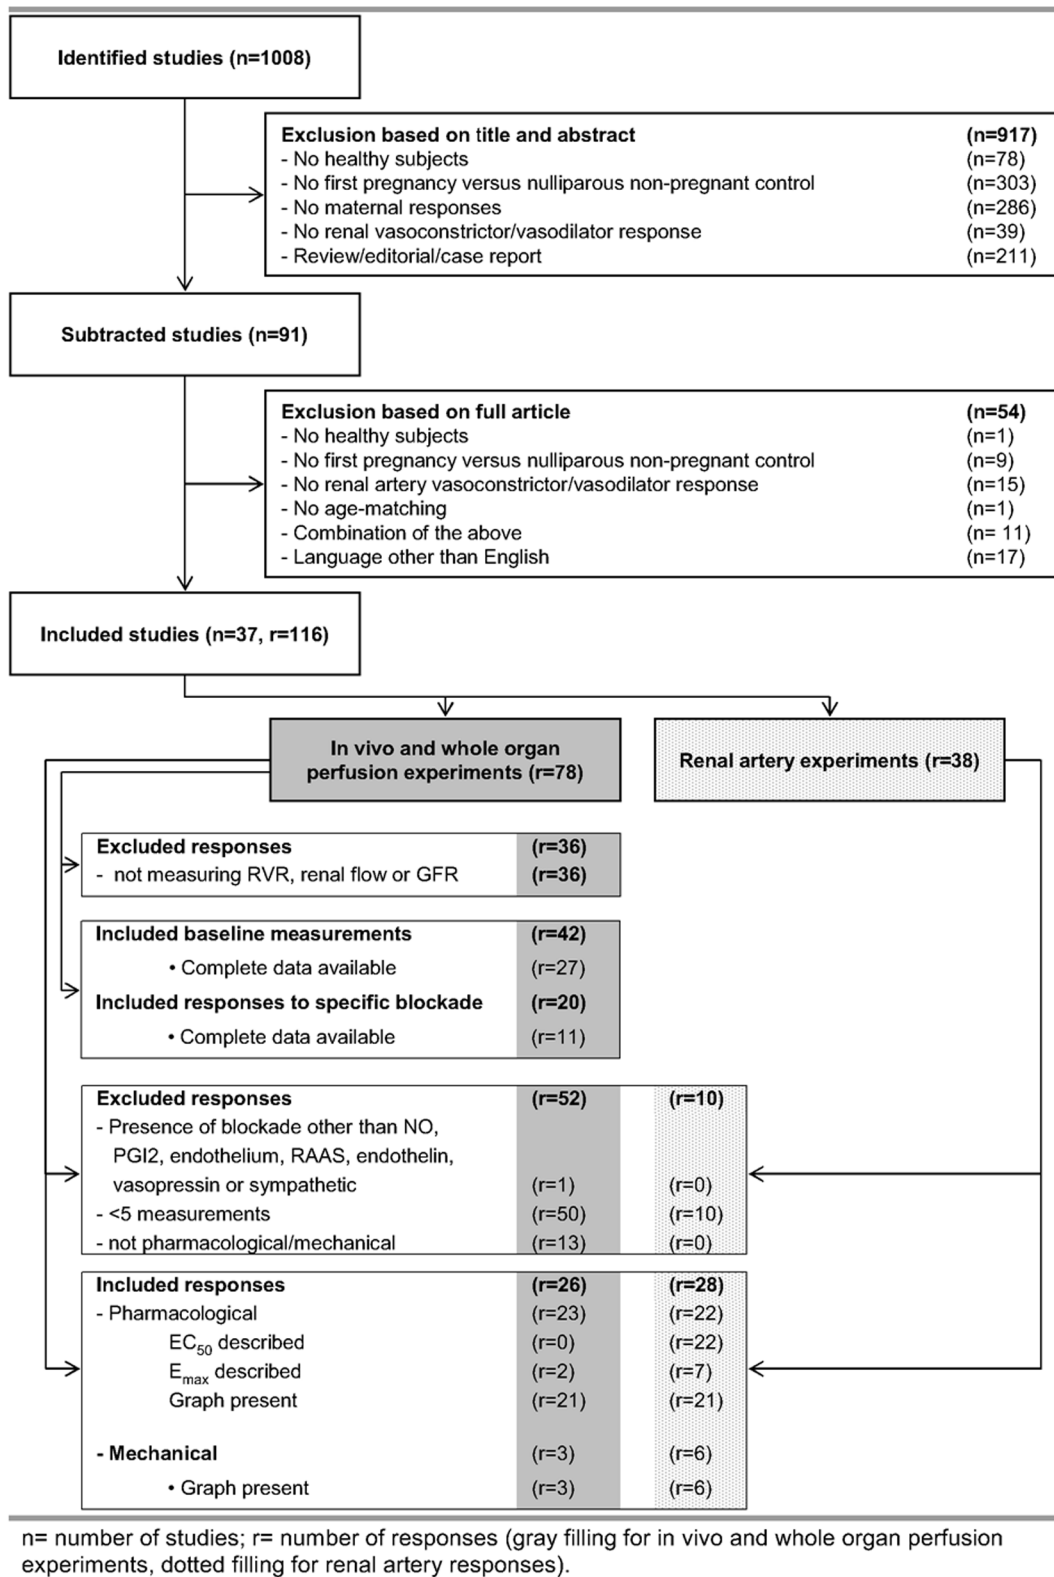 Identified studies (n=1008)
Exclusion based on title and abstract (n=917)
- No healthy subjects (n=78)
- No first pregnancy versus nulliparous non-pregnant control (n=303)
- No maternal responses (n=286)
- No renal vasoconstrictor/vasodilator response (n=39)
- Review/editorial/case report (n=211)
Subtracted studies (n=91)
Exclusion based on full article (n=54)
- No healthy subjects (n=1)
- No first pregnancy versus nulliparous non-pregnant control (n=9)
- No renal artery vasoconstrictor/vasodilator response (n=15)
- No age-matching (n=1)
- Combination of the above (n= 11)
- Language other than English (n=17)
Included studies (n=37, r=116)
In vivo and whole organ
perfusion experiments (r=78)
Renal artery experiments (r=38)
Excluded responses (r=36)
- not measuring RVR, renal flow or GFR (r=36)
Included baseline measurements (r=42)
• Complete data available (r=27)
Included responses to specific blockade (r=20)
• Complete data available (r=11)
Excluded responses (r=52) (r=10)
- Presence of blockade other than NO,
PGI2, endothelium, RAAS, endothelin,
vasopressin or sympathetic (r=1) (r=0)
- <5 measurements (r=50) (r=10)
- not pharmacological/mechanical (r=13) (r=0)
Included responses (r=26) (r=28)
- Pharmacological (r=23) (r=22)
EC50 described (r=0) (r=22)
Emax described (r=2) (r=7)
Graph present (r=21) (r=21)
- Mechanical (r=3) (r=6)
• Graph present (r=3) (r=6)
n= number of studies; r= number of responses (gray filling for in vivo and whole organ perfusion
experiments, dotted filling for renal artery responses).